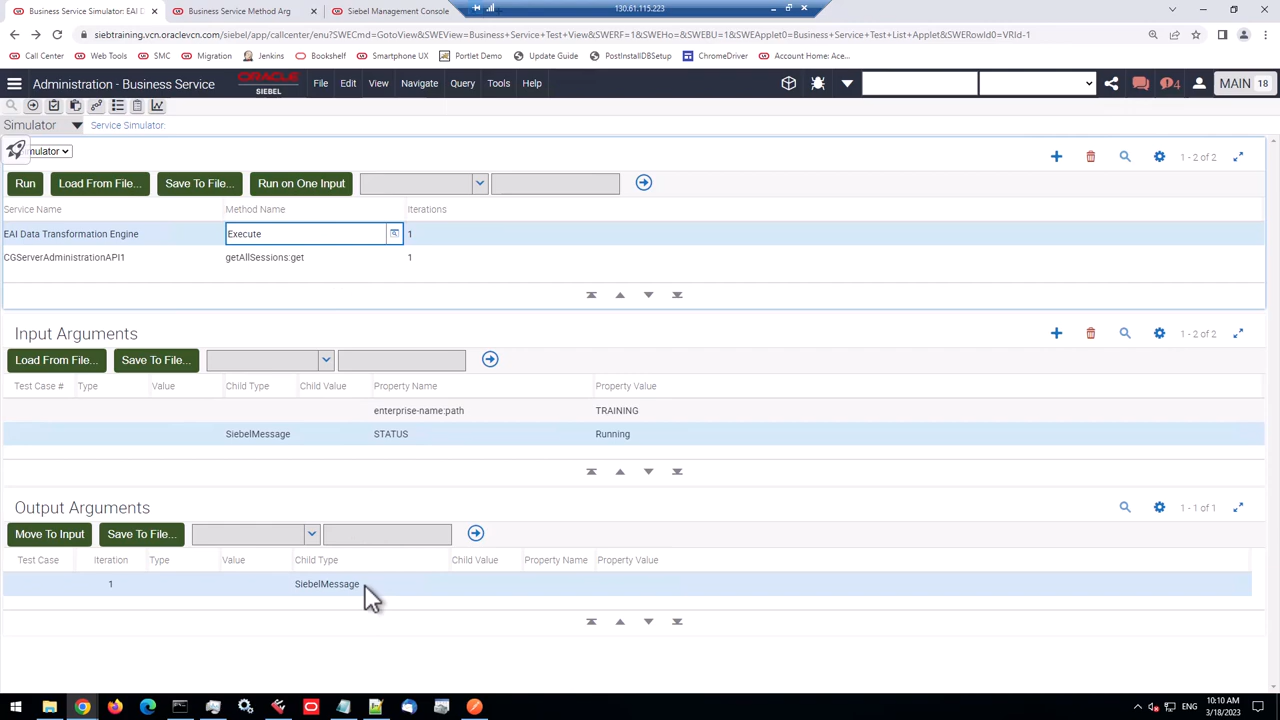 Business Service Simulator: EAI D
Business Service Method Arg
Siebel Management Console
130.61.115.223
siebtraining.vcn.oraclevcn.com/siebel/app/callcenter/enu?SWECmd=GotoView&SWEView=Business+Service+Test+View&SWERF=1&SWEHo=&SWEBU=1&SWEApplet0=Business+Service+Test+List+Applet&SWERowId0=VRId-1
Call Center
Web Tools
SMC
Migration
Jenkins
Bookshelf
Smartphone UX
Portlet Demo
Update Guide
PostInstallDBSetup
ChromeDriver
Account Home: Ace...
Administration - Business Service
ORACLE
SIEBEL
File
Edit
View
Navigate
Query
Tools
Help
4
MAIN 18
Simulator
Service Simulator:
mulator
1 - 2 of 2
Run
Load From File...
Save To File...
Run on One Input
Service Name Method Name Iterations
EAI Data Transformation Engine Execute 1
CGServerAdministrationAPI1 getAllSessions.get 1
Input Arguments
1 - 2 of 2
Load From File...
Save To File...
Test Case # Type Value Child Type Child Value Property Name Property Value
enterprise-name:path TRAINING
SiebelMessage STATUS Running
Output Arguments
1 - 1 of 1
Move To Input
Save To File...
Test Case Iteration Type Value Child Type Child Value Property Name Property Value
1 SiebelMessage
ENG
10:10 AM
3/18/2023